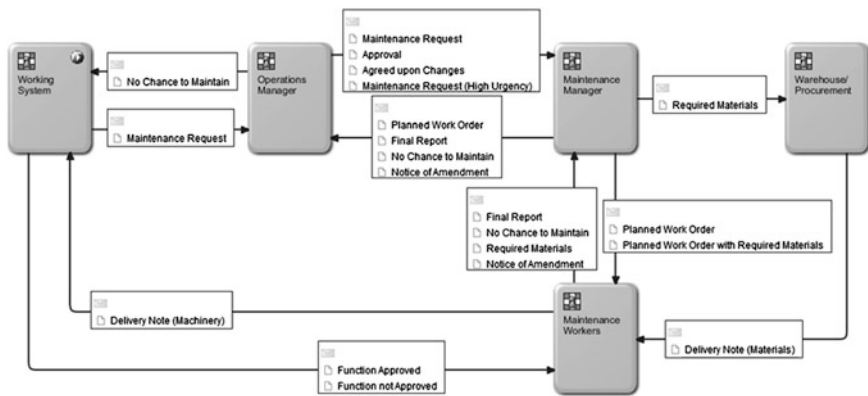 Working
System
No Chance to Maintain
Maintenance Request
Operations
Manager
Maintenance Request
Approval
Agreed upon Changes
Maintenance Request (High Urgency)
Planned Work Order
Final Report
No Chance to Maintain
Notice of Amendment
Maintenance
Manager
Required Materials
Warehouse/
Procurement
Final Report
No Chance to Maintain
Required Materials
Notice of Amendment
Planned Work Order
Planned Work Order with Required Materials
Delivery Note (Machinery)
Maintenance
Workers
Delivery Note (Materials)
Function Approved
Function not Approved